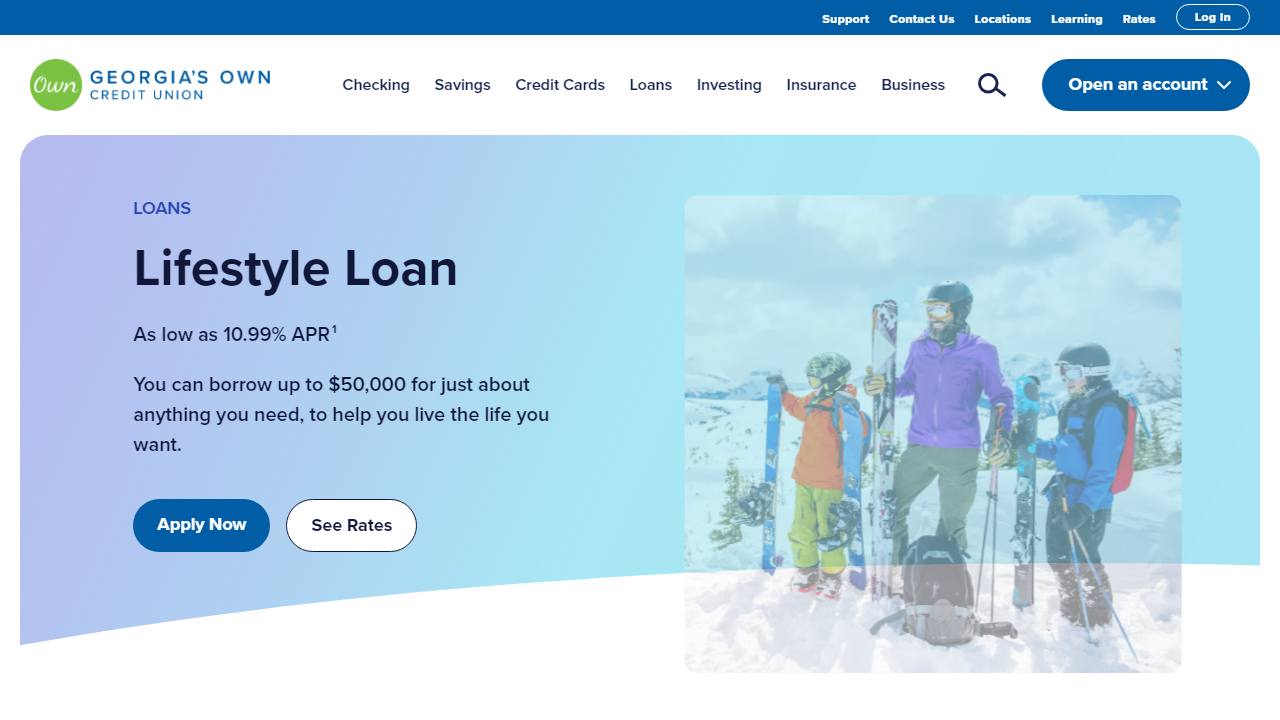 Support Contact Us Locations Learning Rates Log In
Own GEORGIA'S OWN
CREDIT UNION
Checking Savings Credit Cards Loans Investing Insurance Business Open an account
LOANS
Lifestyle Loan
As low as 10.99% APR¹
You can borrow up to $50,000 for just about
anything you need, to help you live the life you
want.
Apply Now See Rates